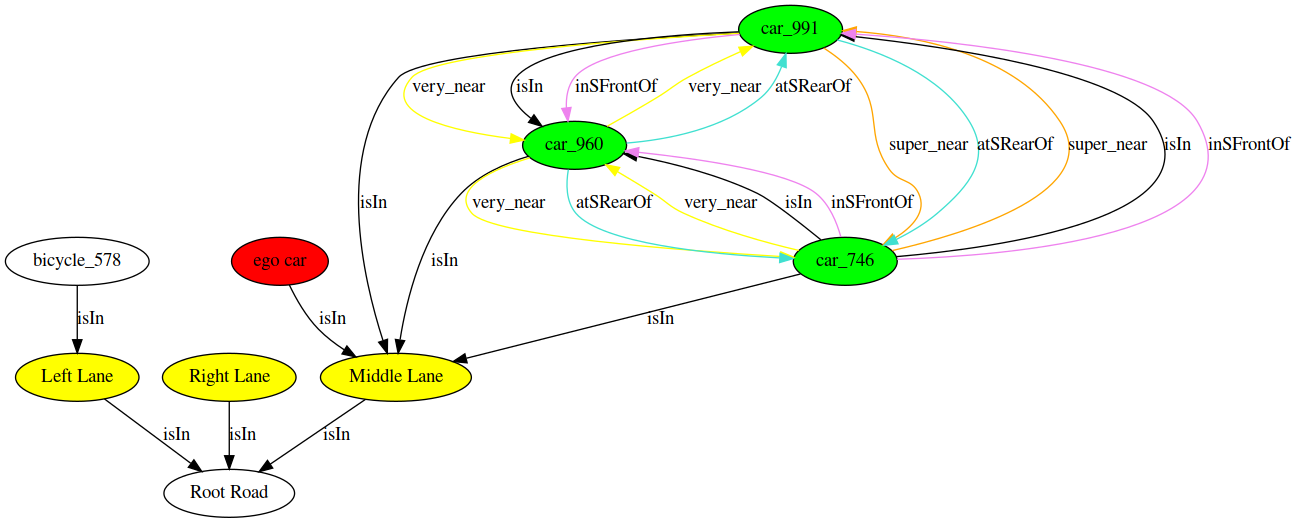 car_991
very_near
isIn
inSFrontOf
very_near
atSRearOf
car_960
super_near
atSRearOf
super_near
isIn
inSFrontOf
isIn
very_near
atSRearOf
very_near
isIn
inSFrontOf
bicycle_578
ego car
isIn
car_746
isIn
isIn
isIn
Left Lane
Right Lane
Middle Lane
isIn
isIn
isIn
Root Road